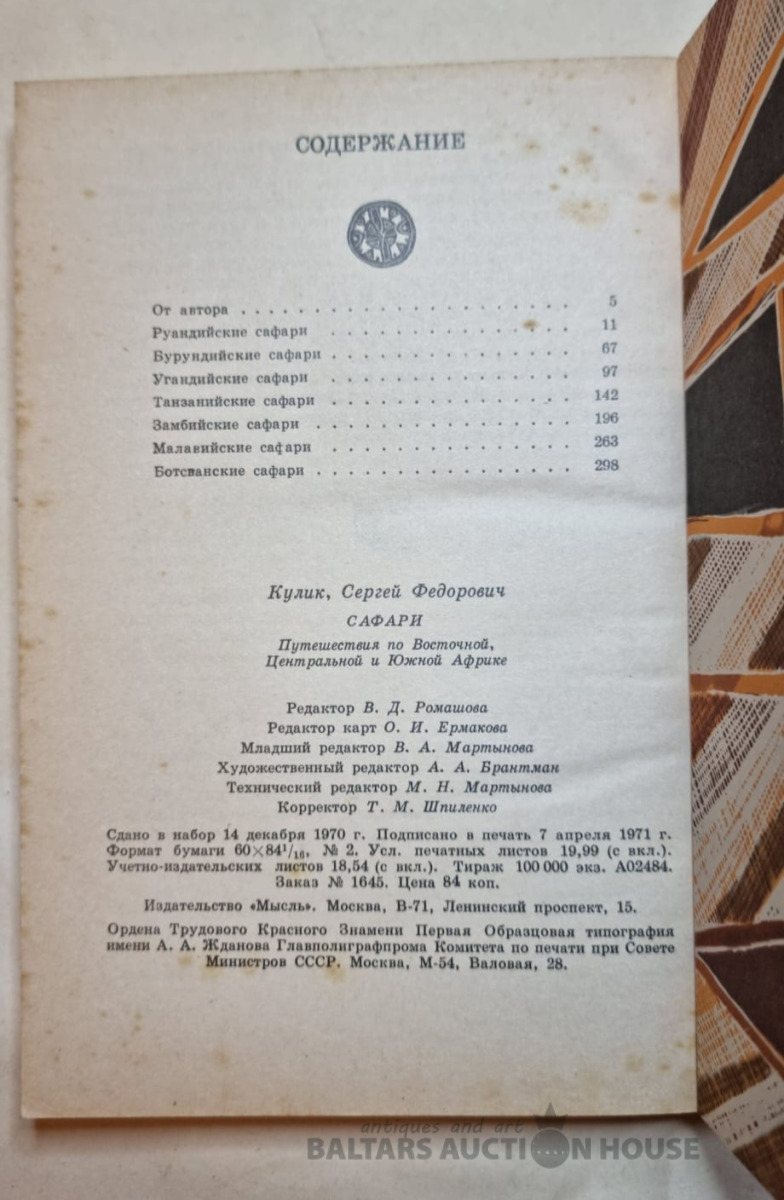 СОДЕРЖАНИЕ
От автора . . . . . . . . . . . . . . . . . . . . 5
Руандийские сафари . . . . . . . . . . . . . . . 11
Бурундийские сафари . . . . . . . . . . . . . . 67
Угандийские сафари . . . . . . . . . . . . . . . 97
Танзанийские сафари . . . . . . . . . . . . . . 142
Замбийские сафари . . . . . . . . . . . . . . . 196
Малавийские сафари . . . . . . . . . . . . . . 263
Ботсванские сафари . . . . . . . . . . . . . . . 298
Кулик, Сергей Федорович
САФАРИ
Путешествия по Восточной,
Центральной и Южной Африке
Редактор В. Д. Ромашова
Редактор карт О. И. Ермакова
Младший редактор В. А. Мартынова
Художественный редактор А. А. Брантман
Технический редактор М. Н. Мартынова
Корректор Т. М. Шпиленко
Сдано в набор 14 декабря 1970 г. Подписано в печать 7 апреля 1971 г.
Формат бумаги 60×84¹/₁₆, № 2. Усл. печатных листов 19,99 (с вкл.).
Учетно-издательских листов 18,54 (с вкл.). Тираж 100 000 экз. А02484.
Заказ № 1645. Цена 84 коп.
Издательство «Мысль». Москва, В-71, Ленинский проспект, 15.
Ордена Трудового Красного Знамени Первая Образцовая типография
имени А. А. Жданова Главполиграфпрома Комитета по печати при Совете
Министров СССР. Москва, М-54, Валовая, 28.
antiques and art
BALTARS AUCTION HOUSE